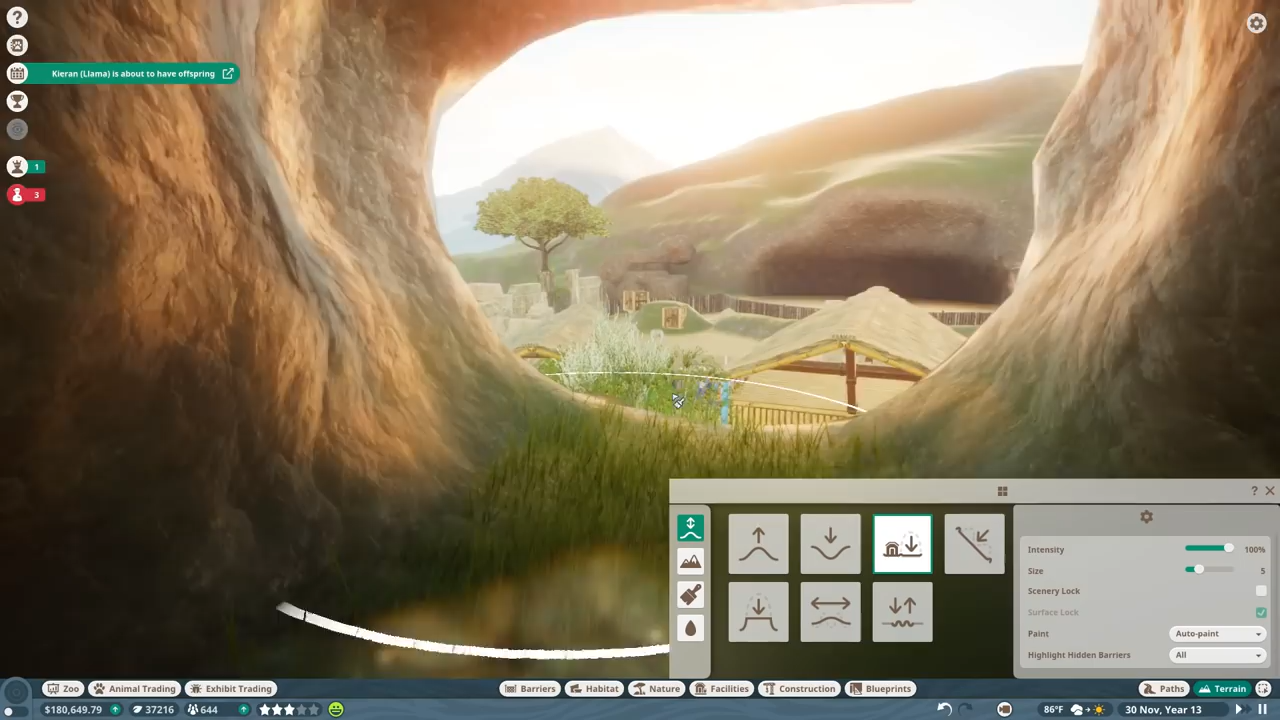 ?
Kieran (Llama) is about to have offspring
1
3
?
Intensity 100%
Size 5
Scenery Lock
Surface Lock
Paint Auto-paint
Highlight Hidden Barriers All
Zoo Animal Trading Exhibit Trading Barriers Habitat Nature Facilities Construction Blueprints Paths Terrain
$180,649.79 37216 644 86°F 30 Nov, Year 13